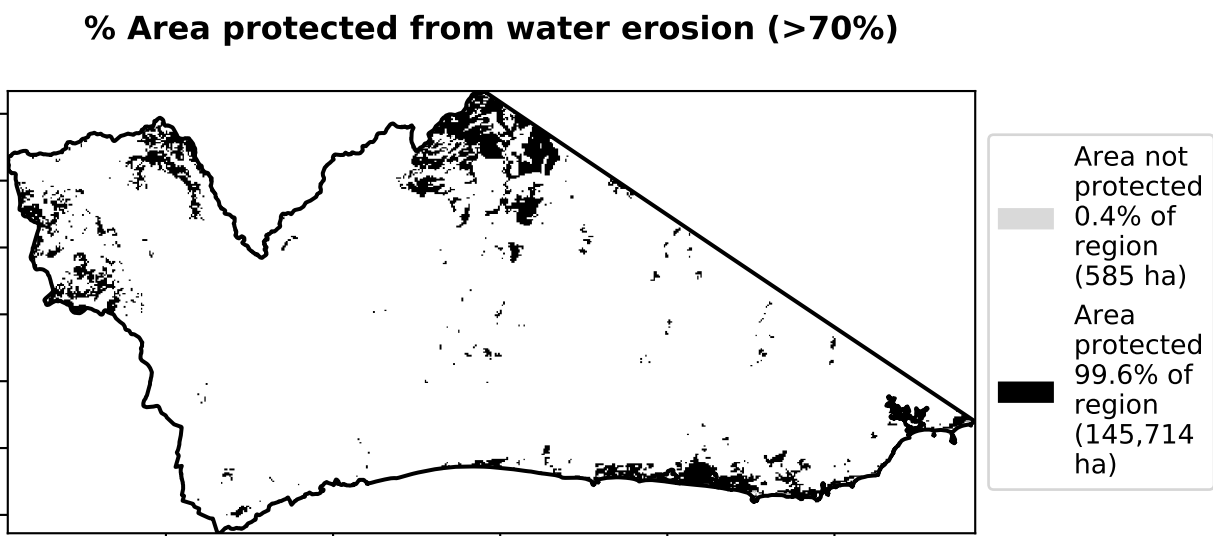 % Area protected from water erosion (>70%)
Area not
protected
0.4% of
region
(585 ha)
Area
protected
99.6% of
region
(145,714
ha)